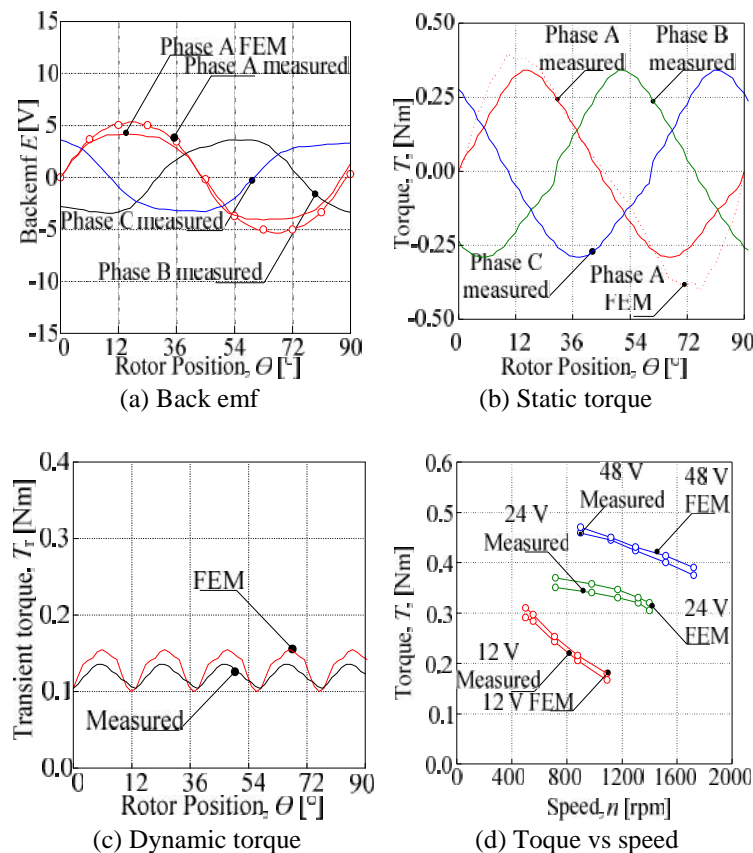 Backemf E [V]
15
10
5
0
-5
-10
-15
Phase A FEM
Phase A measured
Phase C measured
Phase B measured
0 12 36 54 72 90
Rotor Position, Θ [°]
(a) Back emf
Torque, T, [Nm]
0.50
0.25
0.00
-0.25
-0.50
Phase A
measured
Phase B
measured
Phase C
measured
Phase A
FEM
0 12 36 54 72 90
Rotor Position, Θ [°]
(b) Static torque
Transient torque, T, [Nm]
0.4
0.3
0.2
0.1
0.0
FEM
Measured
0 12 36 54 72 90
Rotor Position, Θ [°]
(c) Dynamic torque
Torque, T, [Nm]
0.6
0.5
0.4
0.3
0.2
0.1
0.0
48 V
Measured
48 V
FEM
24 V
Measured
24 V
FEM
12 V
Measured
12 V FEM
0 400 800 1200 1600 2000
Speed, n [rpm]
(d) Toque vs speed